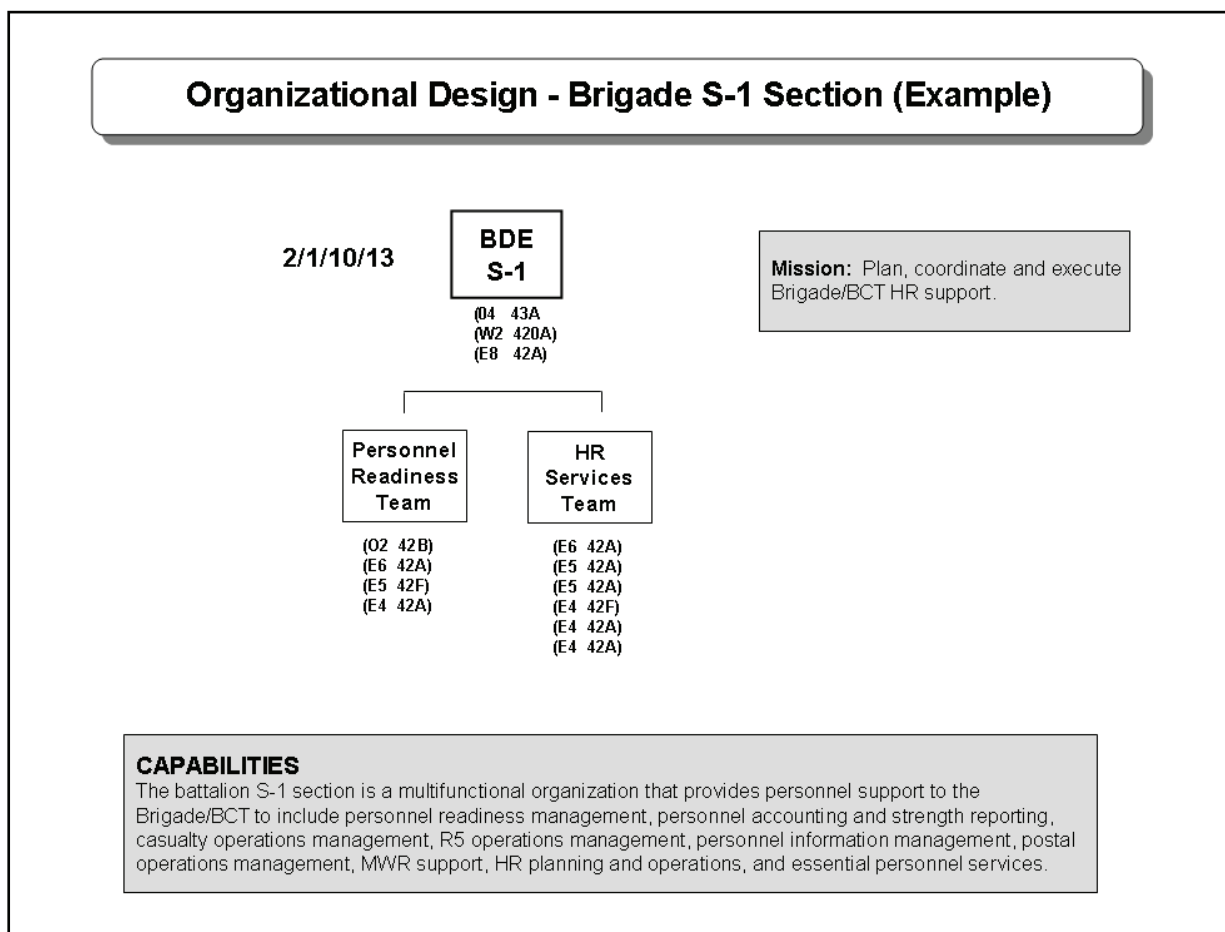 Organizational Design - Brigade S-1 Section (Example)
2/1/10/13
BDE
S-1
(04 43A
(W2 420A)
(E8 42A)
Mission: Plan, coordinate and execute
Brigade/BCT HR support.
Personnel
Readiness
Team
(O2 42B)
(E6 42A)
(E5 42F)
(E4 42A)
HR
Services
Team
(E6 42A)
(E5 42A)
(E5 42A)
(E4 42F)
(E4 42A)
(E4 42A)
CAPABILITIES
The battalion S-1 section is a multifunctional organization that provides personnel support to the
Brigade/BCT to include personnel readiness management, personnel accounting and strength reporting,
casualty operations management, R5 operations management, personnel information management, postal
operations management, MWR support, HR planning and operations, and essential personnel services.